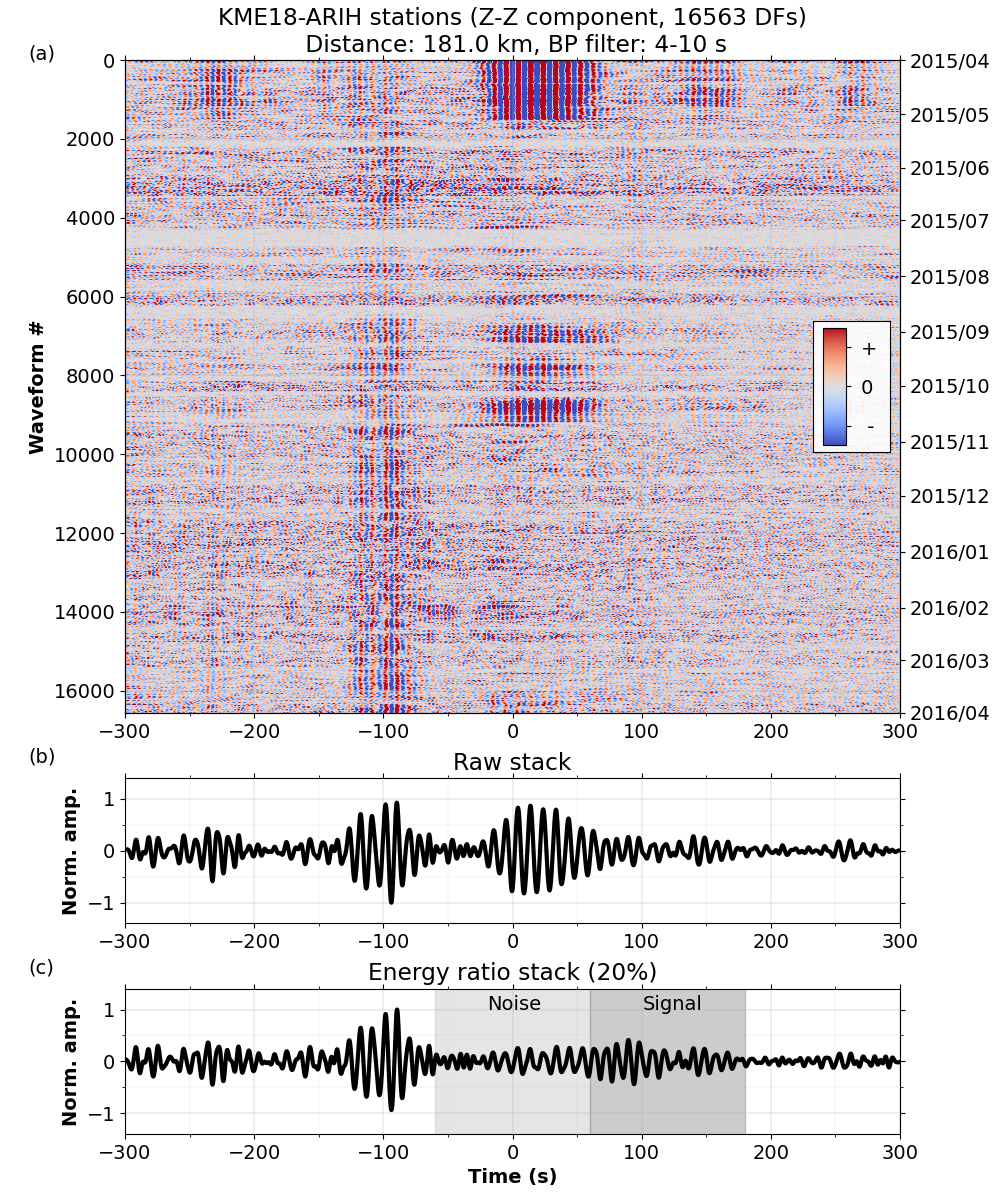 KME18-ARIH stations (Z-Z component, 16563 DFs)
Distance: 181.0 km, BP filter: 4-10 s
(a)
0
2000
4000
6000
8000
10000
12000
14000
16000
Waveform #
2015/04
2015/05
2015/06
2015/07
2015/08
2015/09
2015/10
2015/11
2015/12
2016/01
2016/02
2016/03
2016/04
+
0
-
−300 −200 −100 0 100 200 300
(b)
Raw stack
Norm. amp.
1
0
−1
−300 −200 −100 0 100 200 300
(c)
Energy ratio stack (20%)
Norm. amp.
1
0
−1
Noise
Signal
−300 −200 −100 0 100 200 300
Time (s)